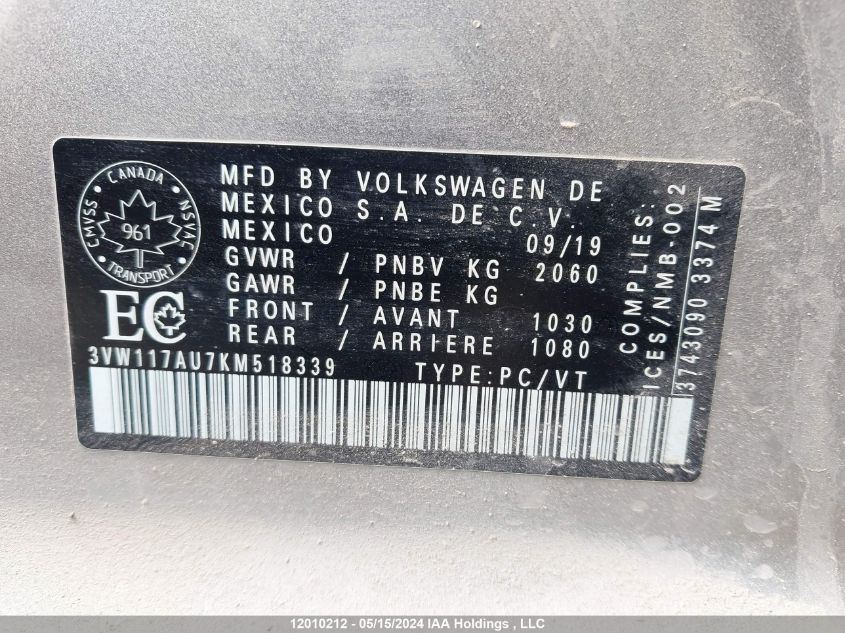 CANADA
CMVSS NSVAC
961
TRANSPORT
EC
MFD BY VOLKSWAGEN DE
MEXICO S.A. DE C.V.
MEXICO 09/19
GVWR / PNBV KG 2060
GAWR / PNBE KG
FRONT / AVANT 1030
REAR / ARRIERE 1080
3VW117AU7KM518339 TYPE:PC/VT
COMPLIES:
ICES/NMB-002
3743090 3374 M
12010212 - 05/15/2024 IAA Holdings , LLC